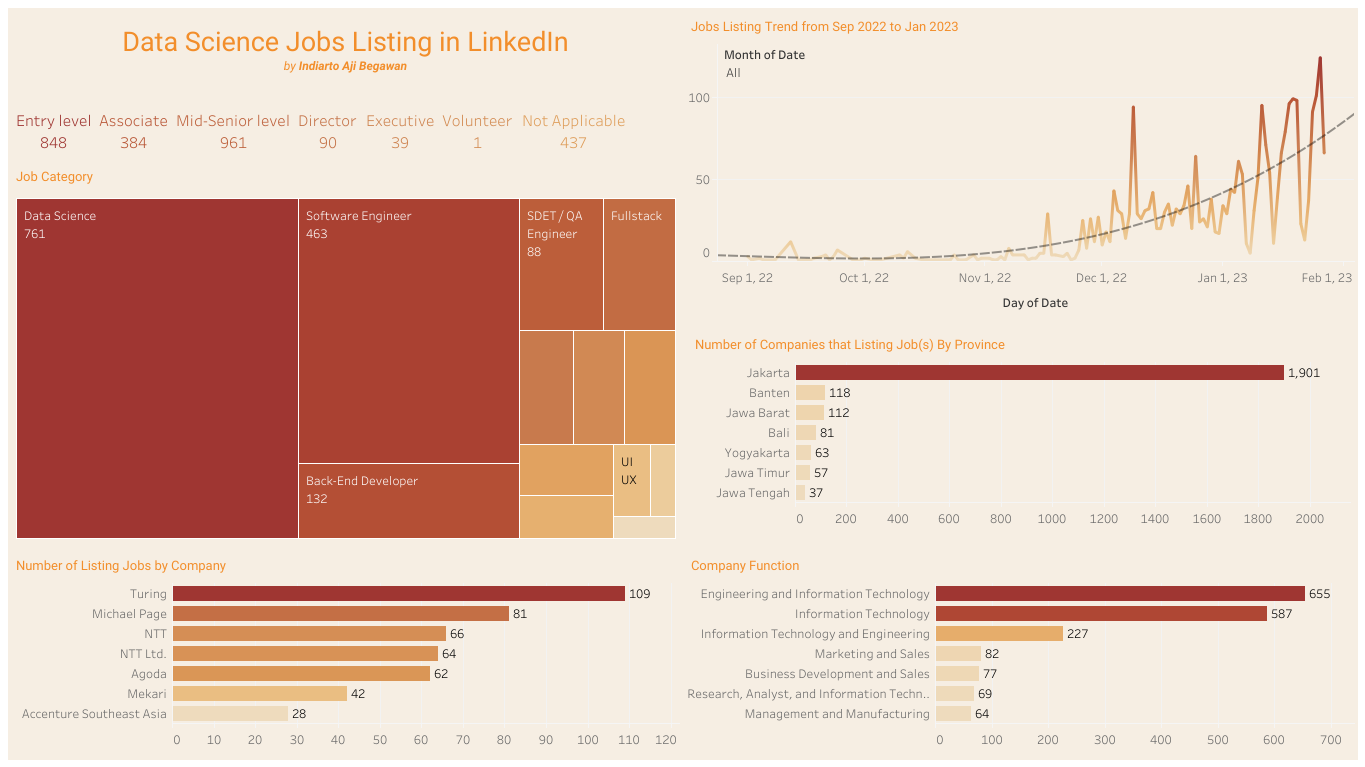 Data Science Jobs Listing in LinkedIn
by Indiarto Aji Begawan
Entry level Associate Mid-Senior level Director Executive Volunteer Not Applicable
848 384 961 90 39 1 437
Job Category
Data Science
761
Software Engineer
463
Back-End Developer
132
SDET / QA
Engineer
88
Fullstack
UI
UX
Jobs Listing Trend from Sep 2022 to Jan 2023
Month of Date
All
100
50
0
Sep 1, 22 Oct 1, 22 Nov 1, 22 Dec 1, 22 Jan 1, 23 Feb 1, 23
Day of Date
Number of Companies that Listing Job(s) By Province
Jakarta 1,901
Banten 118
Jawa Barat 112
Bali 81
Yogyakarta 63
Jawa Timur 57
Jawa Tengah 37
0 200 400 600 800 1000 1200 1400 1600 1800 2000
Number of Listing Jobs by Company
Turing 109
Michael Page 81
NTT 66
NTT Ltd. 64
Agoda 62
Mekari 42
Accenture Southeast Asia 28
0 10 20 30 40 50 60 70 80 90 100 110 120
Company Function
Engineering and Information Technology 655
Information Technology 587
Information Technology and Engineering 227
Marketing and Sales 82
Business Development and Sales 77
Research, Analyst, and Information Techn.. 69
Management and Manufacturing 64
0 100 200 300 400 500 600 700